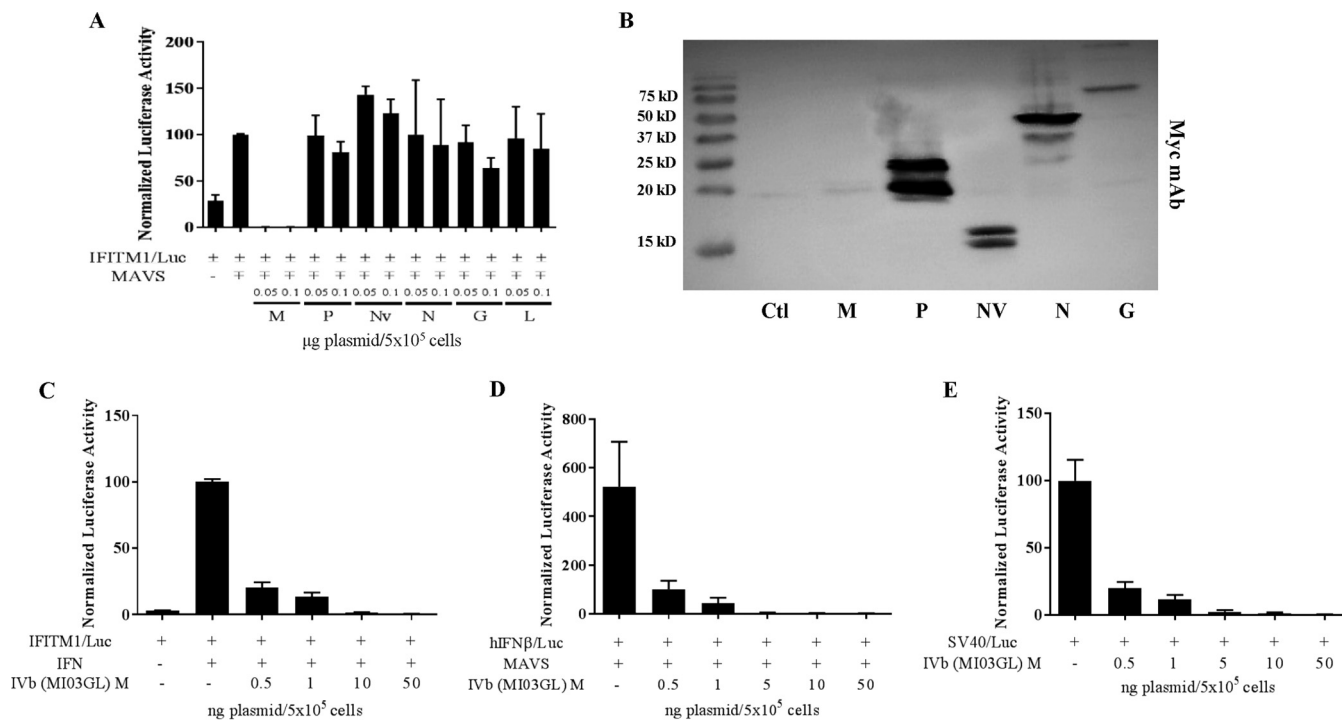 A
Normalized Luciferase Activity
200
150
100
50
0
IFITM1/Luc + + + + + + + + + + + + + +
MAVS - + + + + + + + + + + + + +
0.05 0.1 0.05 0.1 0.05 0.1 0.05 0.1 0.05 0.1 0.05 0.1
M P Nv N G L
µg plasmid/5x10⁵ cells
B
75 kD
50 kD
37 kD
25 kD
20 kD
15 kD
Myc mAb
Ctl M P NV N G
C
Normalized Luciferase Activity
150
100
50
0
IFITM1/Luc + + + + + +
IFN - + + + + +
IVb (MI03GL) M - - 0.5 1 10 50
ng plasmid/5x10⁵ cells
D
Normalized Luciferase Activity
800
600
400
200
0
hIFNβ/Luc + + + + + +
MAVS + + + + + +
IVb (MI03GL) M - 0.5 1 5 10 50
ng plasmid/5x10⁵ cells
E
Normalized Luciferase Activity
150
100
50
0
SV40/Luc + + + + + +
IVb (MI03GL) M - 0.5 1 5 10 50
ng plasmid/5x10⁵ cells